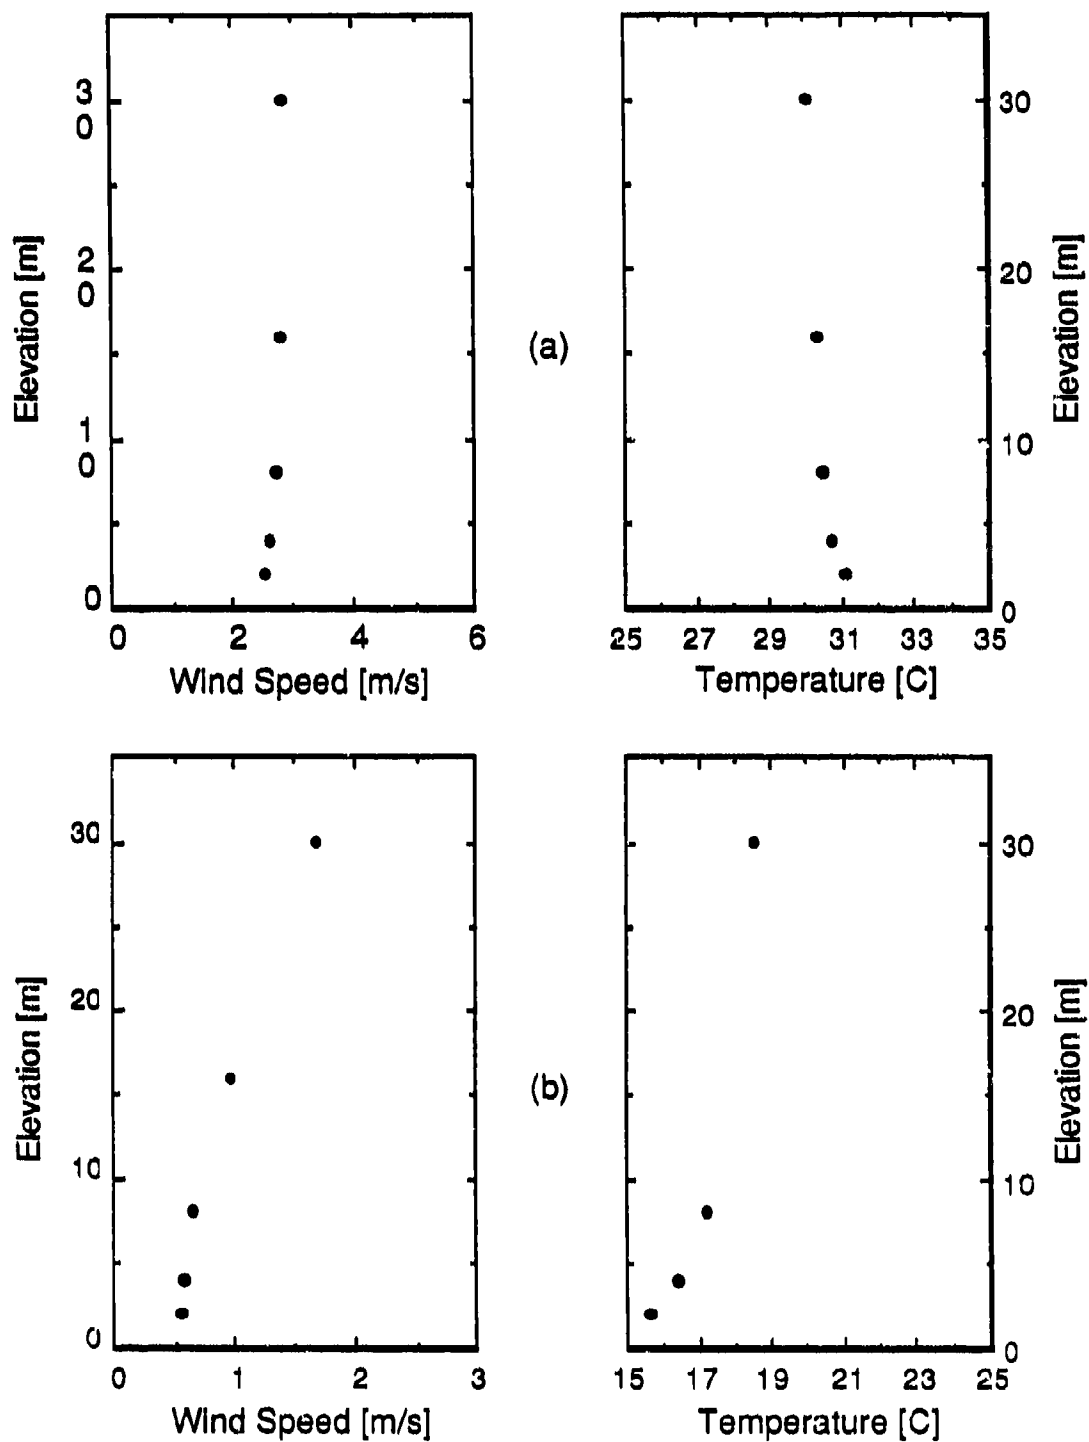 3
0
2
0
1
0
0
Elevation [m]
0 2 4 6
Wind Speed [m/s]
(a)
30
20
10
0
Elevation [m]
25 27 29 31 33 35
Temperature [C]
30
20
10
0
Elevation [m]
0 1 2 3
Wind Speed [m/s]
(b)
30
20
10
0
Elevation [m]
15 17 19 21 23 25
Temperature [C]